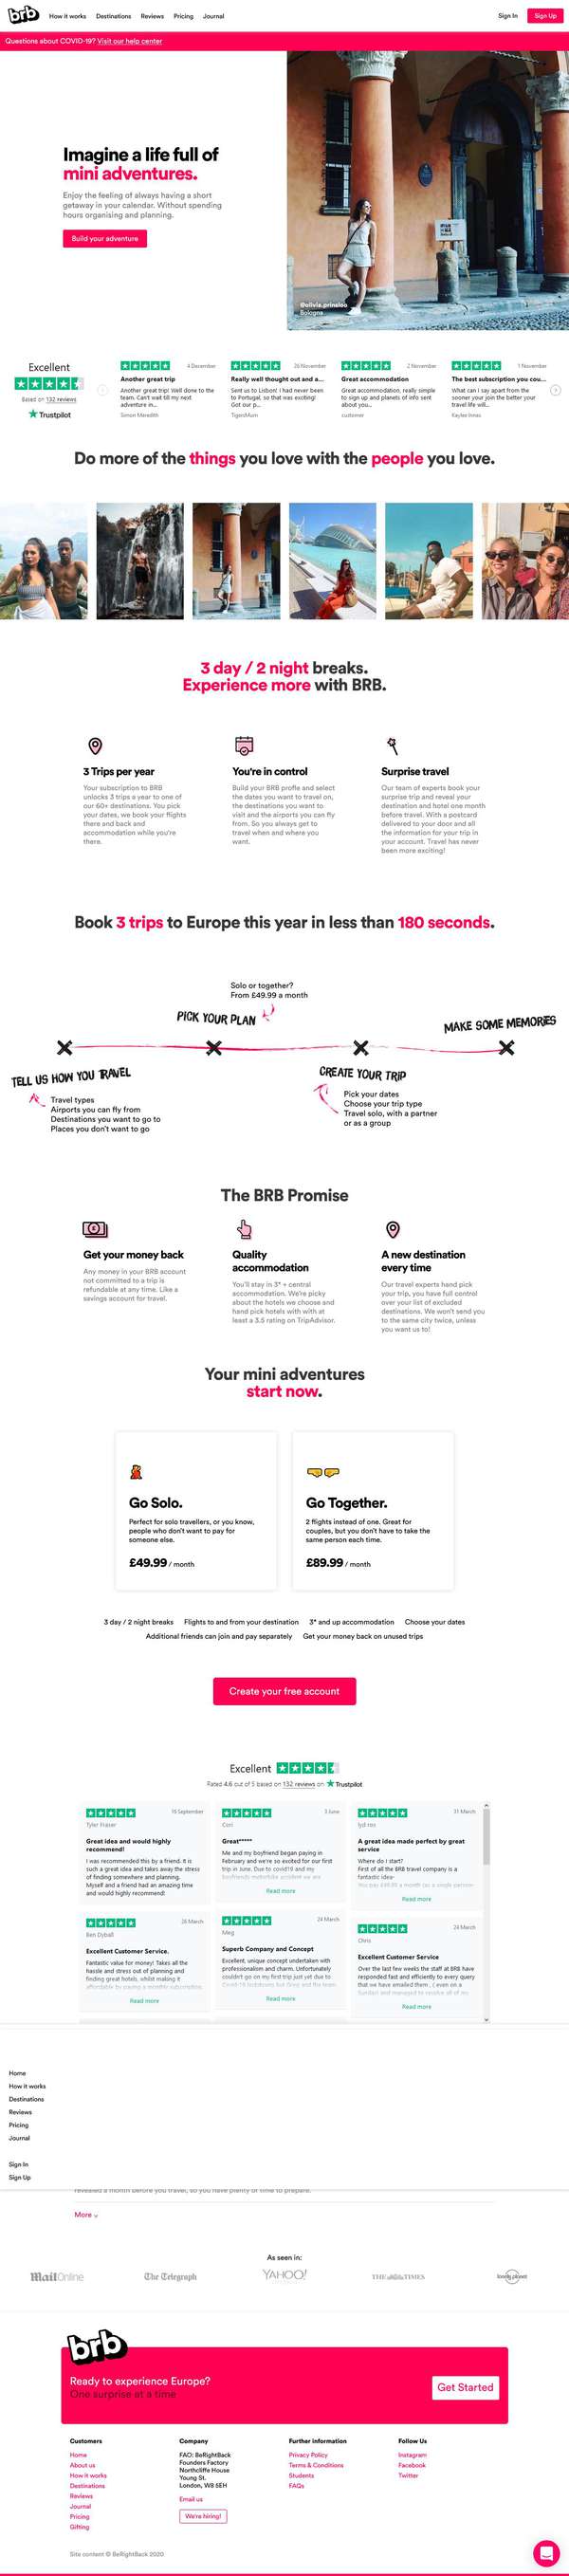 brb How it works Destinations Reviews Pricing Journal Sign In Sign Up
Questions about COVID-19? Visit our help center
Imagine a life full of
mini adventures.
Enjoy the feeling of always having a short
getaway in your calendar. Without spending
hours organising and planning.
Build your adventure
@olivia.prinsloo
Bologna
Excellent
Based on 132 reviews
Trustpilot
4 December
Another great trip
Another great trip! Well done to the
team. Can't wait till my next
adventure in...
Simon Meredith
26 November
Really well thought out and a...
Sent us to Lisbon! I had never been
to Portugal, so that was exciting!
Got our p...
TigersMum
2 November
Great accommodation
Great accommodation, really simple
to sign up and planets of info sent
about you...
customer
1 November
The best subscription you cou...
What can I say apart from the
sooner your join the better your
travel life will...
Kaylee Innes
Do more of the things you love with the people you love.
3 day / 2 night breaks.
Experience more with BRB.
3 Trips per year
Your subscription to BRB
unlocks 3 trips a year to one of
our 60+ destinations. You pick
your dates, we book your flights
there and back and
accommodation while you're
there.
You're in control
Build your BRB profile and select
the dates you want to travel on,
the destinations you want to
visit and the airports you can fly
from. So you always get to
travel when and where you
want.
Surprise travel
Our team of experts book your
surprise trip and reveal your
destination and hotel one month
before travel. With a postcard
delivered to your door and all
the information for your trip in
your account. Travel has never
been more exciting!
Book 3 trips to Europe this year in less than 180 seconds.
Solo or together?
From £49.99 a month
PICK YOUR PLAN
MAKE SOME MEMORIES
TELL US HOW YOU TRAVEL
Travel types
Airports you can fly from
Destinations you want to go to
Places you don't want to go
CREATE YOUR TRIP
Pick your dates
Choose your trip type
Travel solo, with a partner
or as a group
The BRB Promise
Get your money back
Any money in your BRB account
not committed to a trip is
refundable at any time. Like a
savings account for travel.
Quality
accommodation
You'll stay in 3* + central
accommodation. We're picky
about the hotels we choose and
hand pick hotels with with at
least a 3.5 rating on TripAdvisor.
A new destination
every time
Our travel experts hand pick
your trip, you have full control
over your list of excluded
destinations. We won't send you
to the same city twice, unless
you want us to!
Your mini adventures
start now.
Go Solo.
Perfect for solo travellers, or you know,
people who don't want to pay for
someone else.
£49.99 / month
Go Together.
2 flights instead of one. Great for
couples, but you don't have to take the
same person each time.
£89.99 / month
3 day / 2 night breaks Flights to and from your destination 3* and up accommodation Choose your dates
Additional friends can join and pay separately Get your money back on unused trips
Create your free account
Excellent
Rated 4.6 out of 5 based on 132 reviews on Trustpilot
16 September
Tyler Fraser
Great idea and would highly
recommend!
I was recommended this by a friend. It is
such a great idea and takes away the stress
of finding somewhere and planning.
Myself and a friend had an amazing time
and would highly recommend!
3 June
Cori
Great*****
Me and my boyfriend began paying in
February and we're so excited for our first
trip in June. Due to covid19 and my
boyfriends motorbike accident we are
Read more
31 March
lyd roo
A great idea made perfect by great
service
Where do I start?
First of all the BRB travel company is a
fantastic idea-
You pay £49.99 a month (as a single person-
Read more
26 March
Ben Dyball
Excellent Customer Service.
Fantastic value for money! Takes all the
hassle and stress out of planning and
finding great hotels, whilst making it
affordable by paying a monthly subscription.
Read more
24 March
Meg
Superb Company and Concept
Excellent, unique concept undertaken with
professionalism and charm. Unfortunately
couldn't go on my first trip just yet due to
Covid-19 lockdowns but Greg and the team
Read more
24 March
Chris
Excellent Customer Service
Over the last few weeks the staff at BRB have
responded fast and efficiently to every query
that we have emailed them , ( even on a
Sunday) and managed to resolve all of my
Read more
Home
How it works
Destinations
Reviews
Pricing
Journal
Sign In
Sign Up
revealed a month before you travel, so you have plenty of time to prepare.
More
As seen in:
Mail Online The Telegraph YAHOO! THE TIMES lonely planet
brb
Ready to experience Europe?
One surprise at a time
Get Started
Customers
Home
About us
How it works
Destinations
Reviews
Journal
Pricing
Gifting
Company
FAO: BeRightBack
Founders Factory
Northcliffe House
Young St.
London, W8 5EH
Email us
We're hiring!
Further information
Privacy Policy
Terms & Conditions
Students
FAQs
Follow Us
Instagram
Facebook
Twitter
Site content © BeRightBack 2020